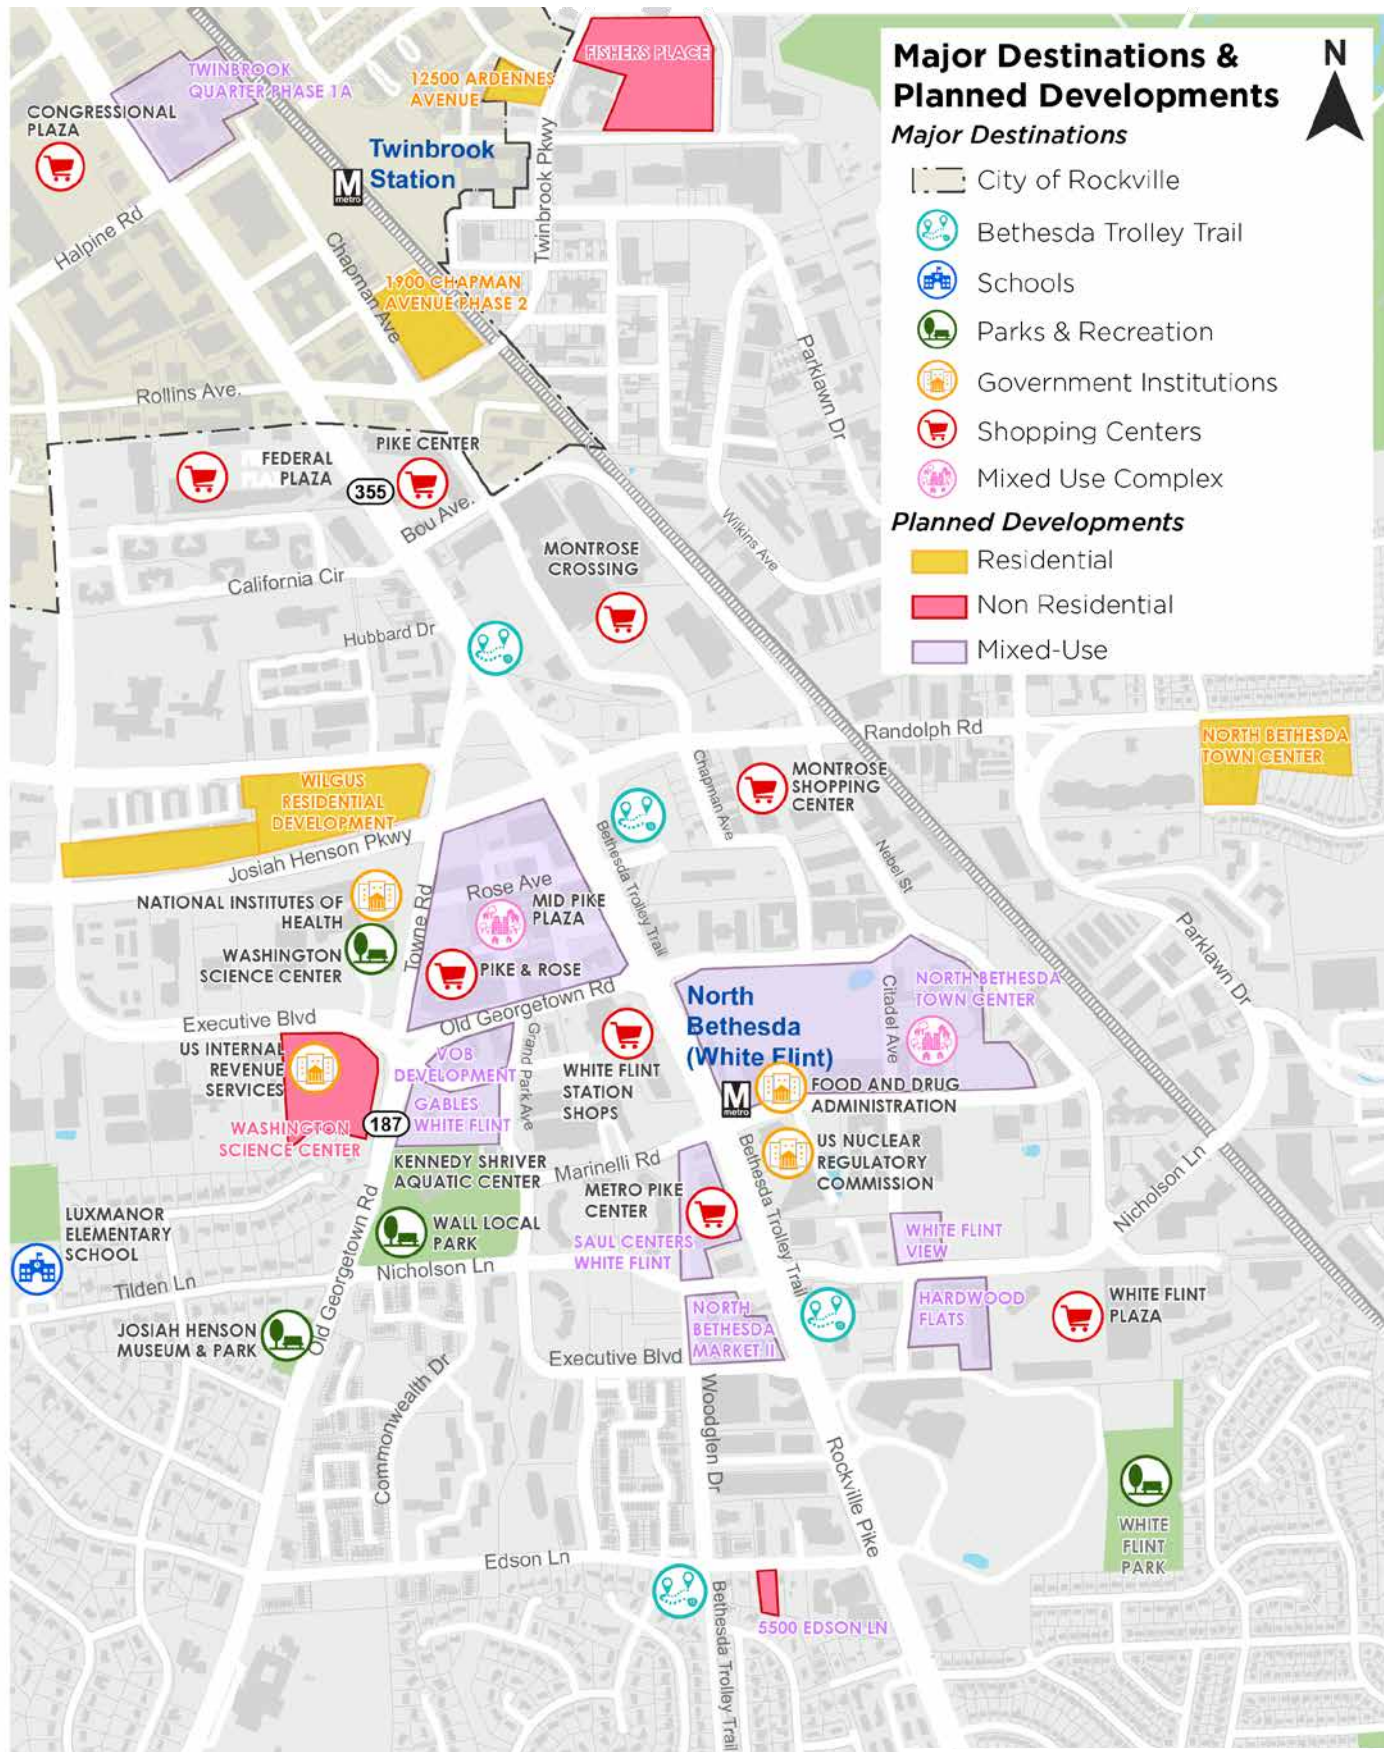 Major Destinations &
Planned Developments
N
Major Destinations
City of Rockville
Bethesda Trolley Trail
Schools
Parks & Recreation
Government Institutions
Shopping Centers
Mixed Use Complex
Planned Developments
Residential
Non Residential
Mixed-Use
FISHERS PLACE
TWINBROOK
QUARTER PHASE 1A
12500 ARDENNES
AVENUE
CONGRESSIONAL
PLAZA
Twinbrook
Station
M
metro
Twinbrook Pkwy
Halpine Rd
Chapman Ave
1900 CHAPMAN
AVENUE PHASE 2
Parklawn Dr
Rollins Ave.
PIKE CENTER
FEDERAL
PLAZA
355
Bou Ave.
Wilkins Ave
MONTROSE
CROSSING
California Cir
Hubbard Dr
Randolph Rd
NORTH BETHESDA
TOWN CENTER
WILGUS
RESIDENTIAL
DEVELOPMENT
Chapman Ave
MONTROSE
SHOPPING
CENTER
Josiah Henson Pkwy
Bethesda Trolley Trail
Nebel St
Rose Ave
NATIONAL INSTITUTES OF
HEALTH
MID PIKE
PLAZA
Towne Rd
Parklawn Dr
WASHINGTON
SCIENCE CENTER
PIKE & ROSE
NORTH BETHESDA
TOWN CENTER
Citadel Ave
Old Georgetown Rd
North
Bethesda
(White Flint)
Executive Blvd
Grand Park Ave
US INTERNAL
REVENUE
SERVICES
VOB
DEVELOPMENT
WHITE FLINT
STATION
SHOPS
M
metro
FOOD AND DRUG
ADMINISTRATION
GABLES
WHITE FLINT
187
WASHINGTON
SCIENCE CENTER
US NUCLEAR
REGULATORY
COMMISSION
KENNEDY SHRIVER
AQUATIC CENTER
Marinelli Rd
Bethesda Trolley Trail
Nicholson Ln
METRO PIKE
CENTER
LUXMANOR
ELEMENTARY
SCHOOL
WALL LOCAL
PARK
SAUL CENTERS
WHITE FLINT
WHITE FLINT
VIEW
Old Georgetown Rd
Nicholson Ln
Tilden Ln
NORTH
BETHESDA
MARKET II
HARDWOOD
FLATS
WHITE FLINT
PLAZA
JOSIAH HENSON
MUSEUM & PARK
Executive Blvd
Commonwealth Dr
Woodglen Dr
Rockville Pike
WHITE
FLINT
PARK
Edson Ln
5500 EDSON LN
Bethesda Trolley Trail